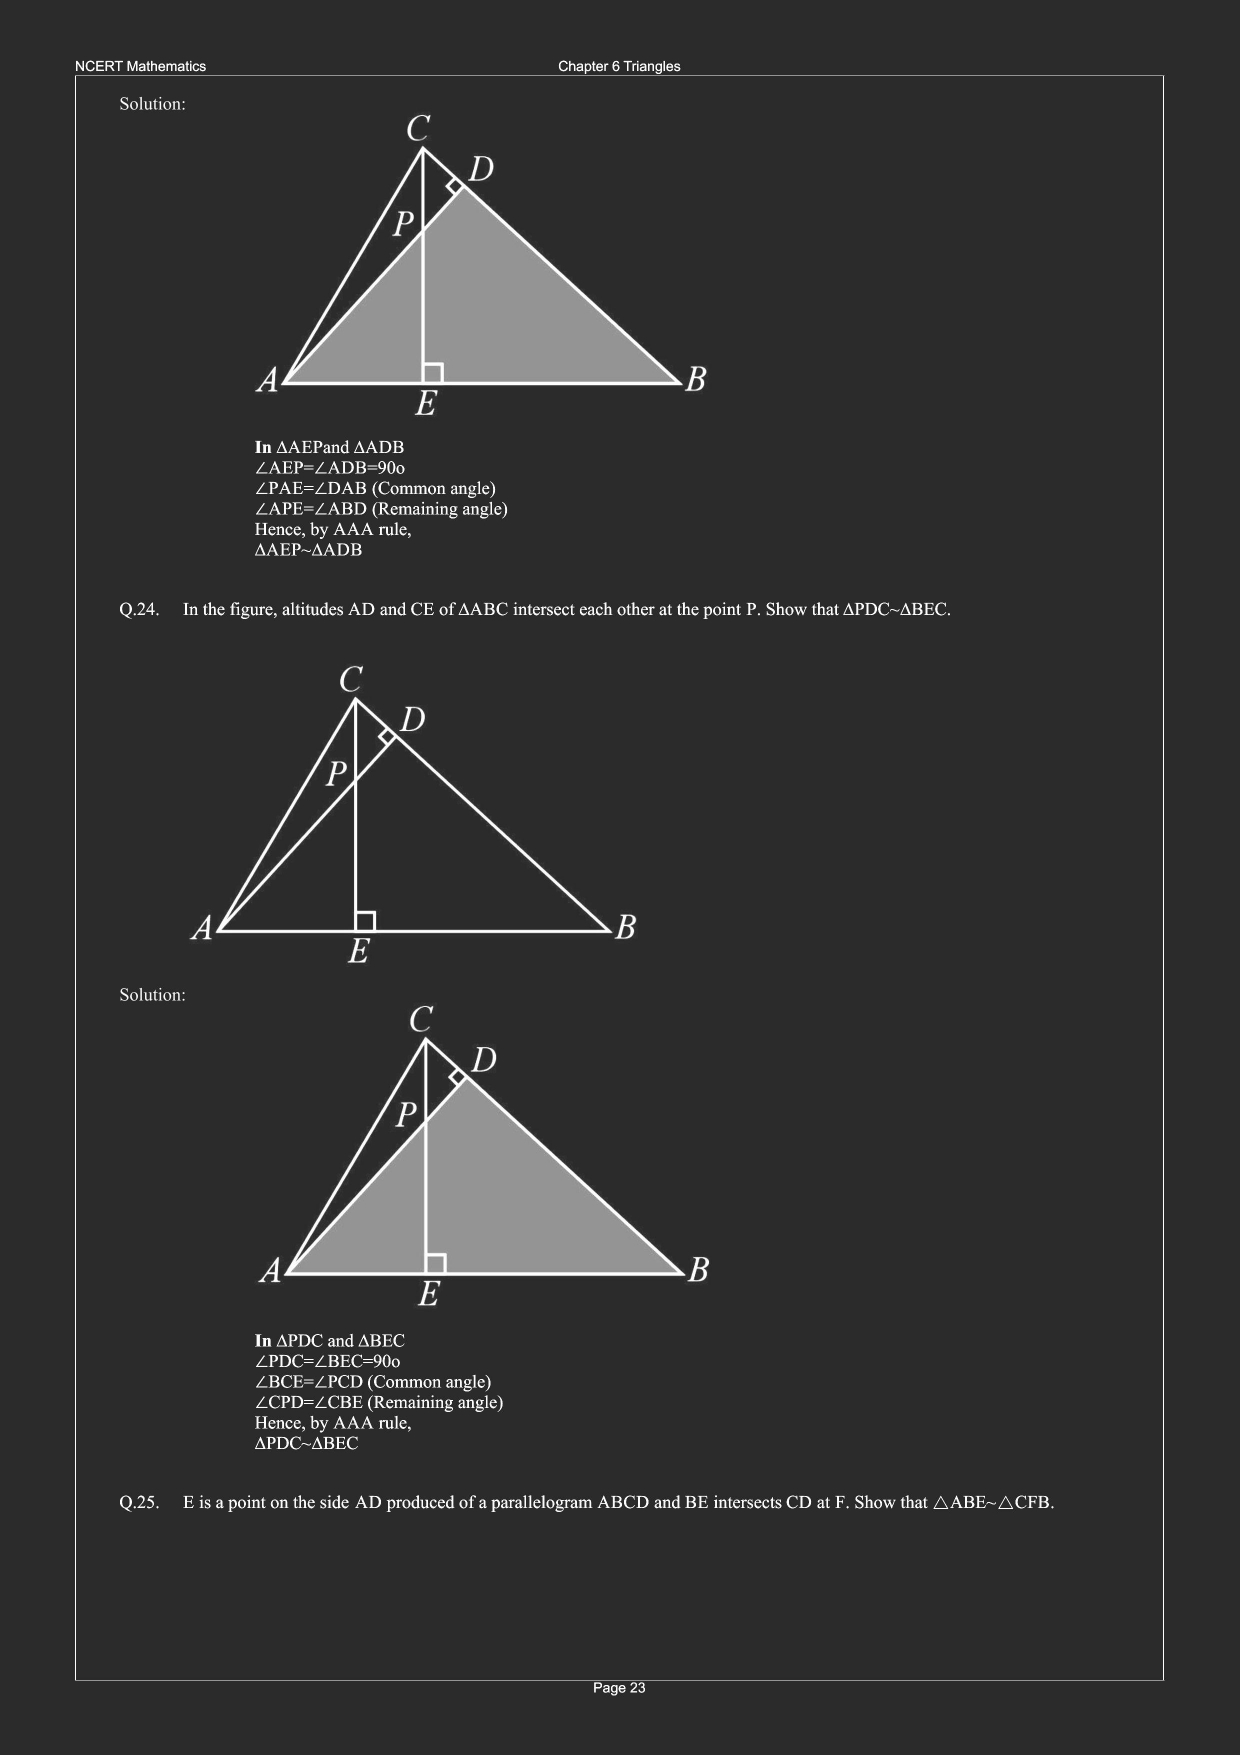 NCERT Mathematics Chapter 6 Triangles
Solution:
C
D
P
A
B
E
In ΔAEPand ΔADB
∠AEP=∠ADB=90o
∠PAE=∠DAB (Common angle)
∠APE=∠ABD (Remaining angle)
Hence, by AAA rule,
ΔAEP~ΔADB
Q.24. In the figure, altitudes AD and CE of ΔABC intersect each other at the point P. Show that ΔPDC~ΔBEC.
C
D
P
A
B
E
Solution:
C
D
P
A
B
E
In ΔPDC and ΔBEC
∠PDC=∠BEC=90o
∠BCE=∠PCD (Common angle)
∠CPD=∠CBE (Remaining angle)
Hence, by AAA rule,
ΔPDC~ΔBEC
Q.25. E is a point on the side AD produced of a parallelogram ABCD and BE intersects CD at F. Show that △ABE~△CFB.
Page 23